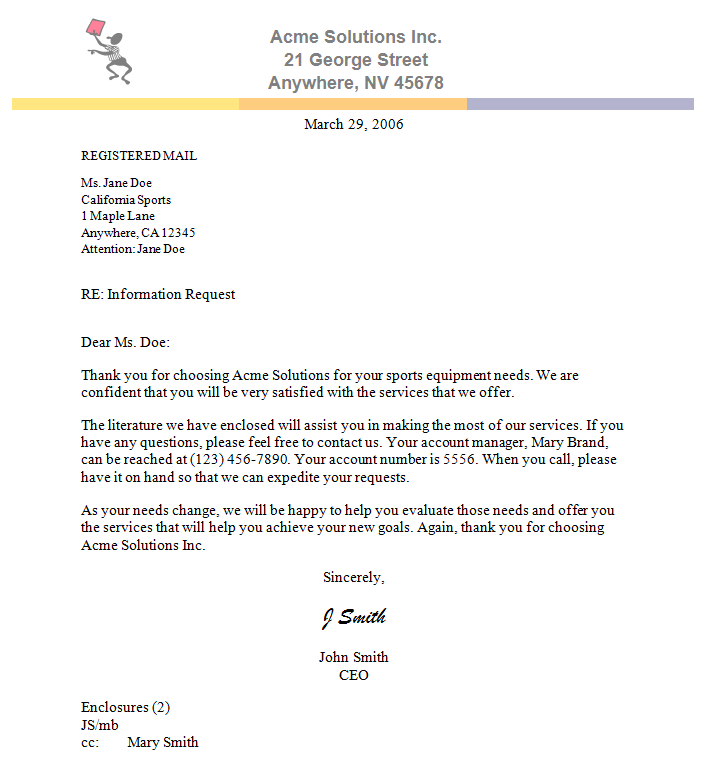 Acme Solutions Inc.
21 George Street
Anywhere, NV 45678
March 29, 2006
REGISTERED MAIL
Ms. Jane Doe
California Sports
1 Maple Lane
Anywhere, CA 12345
Attention: Jane Doe
RE: Information Request
Dear Ms. Doe:
Thank you for choosing Acme Solutions for your sports equipment needs. We are
confident that you will be very satisfied with the services that we offer.
The literature we have enclosed will assist you in making the most of our services. If you
have any questions, please feel free to contact us. Your account manager, Mary Brand,
can be reached at (123) 456-7890. Your account number is 5556. When you call, please
have it on hand so that we can expedite your requests.
As your needs change, we will be happy to help you evaluate those needs and offer you
the services that will help you achieve your new goals. Again, thank you for choosing
Acme Solutions Inc.
Sincerely,
J Smith
John Smith
CEO
Enclosures (2)
JS/mb
cc: Mary Smith